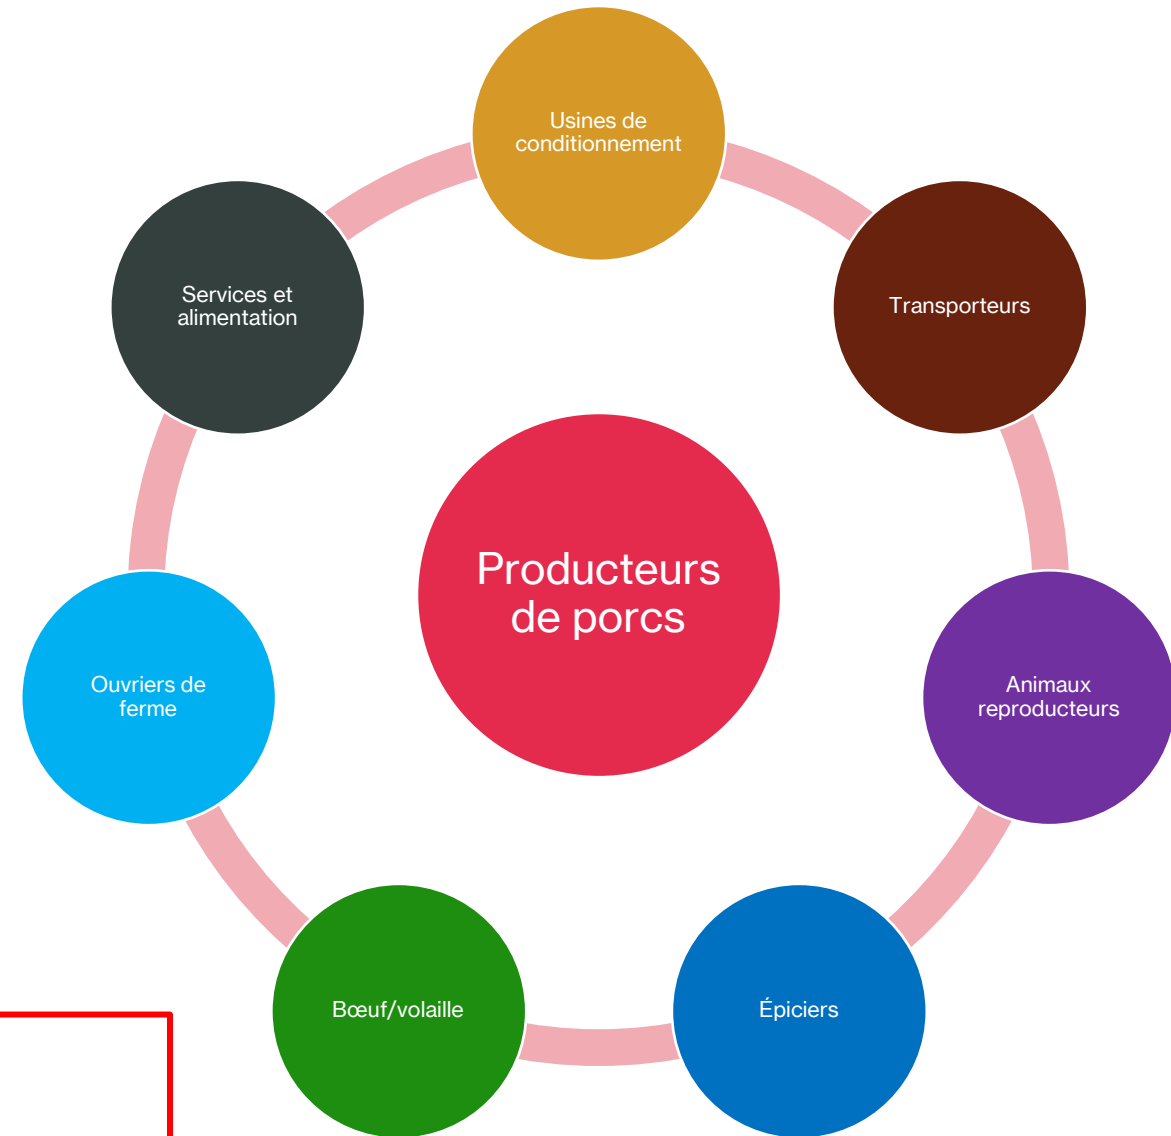 Usines de
conditionnement
Services et
alimentation
Transporteurs
Producteurs
de porcs
Ouvriers de
ferme
Animaux
reproducteurs
Bœuf/volaille
Épiciers